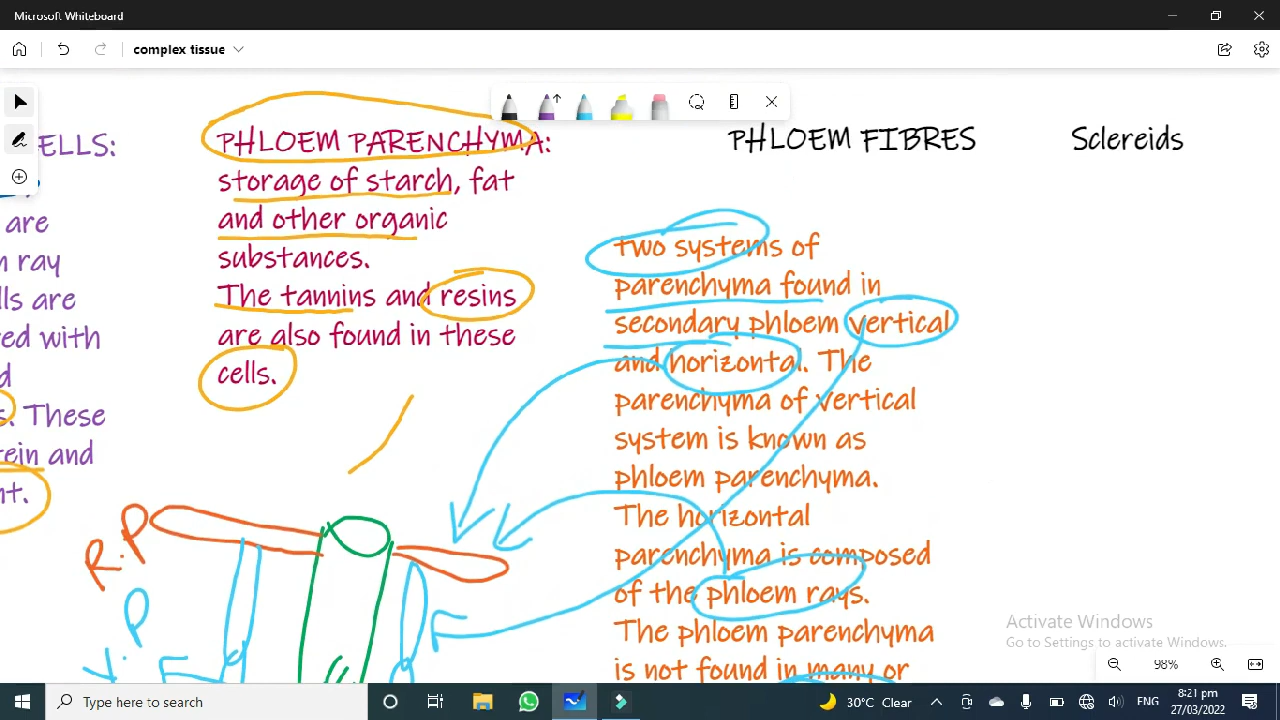 Microsoft Whiteboard
complex tissue
ELLS:
are
n ray
lls are
ed with
d
s. These
ein and
nt.
PHLOEM PARENCHYMA:
storage of starch, fat
and other organic
substances.
The tannins and resins
are also found in these
cells.
R.P
P
V.
PHLOEM FIBRES
two systems of
parenchyma found in
secondary phloem vertical
and horizontal. The
parenchyma of vertical
system is known as
phloem parenchyma.
The horizontal
parenchyma is composed
of the phloem rays.
The phloem parenchyma
is not found in many or
Sclereids
Activate Windows
Go to Settings to activate Windows.
98%
Type here to search
30°C Clear
ENG
8:21 pm
27/03/2022